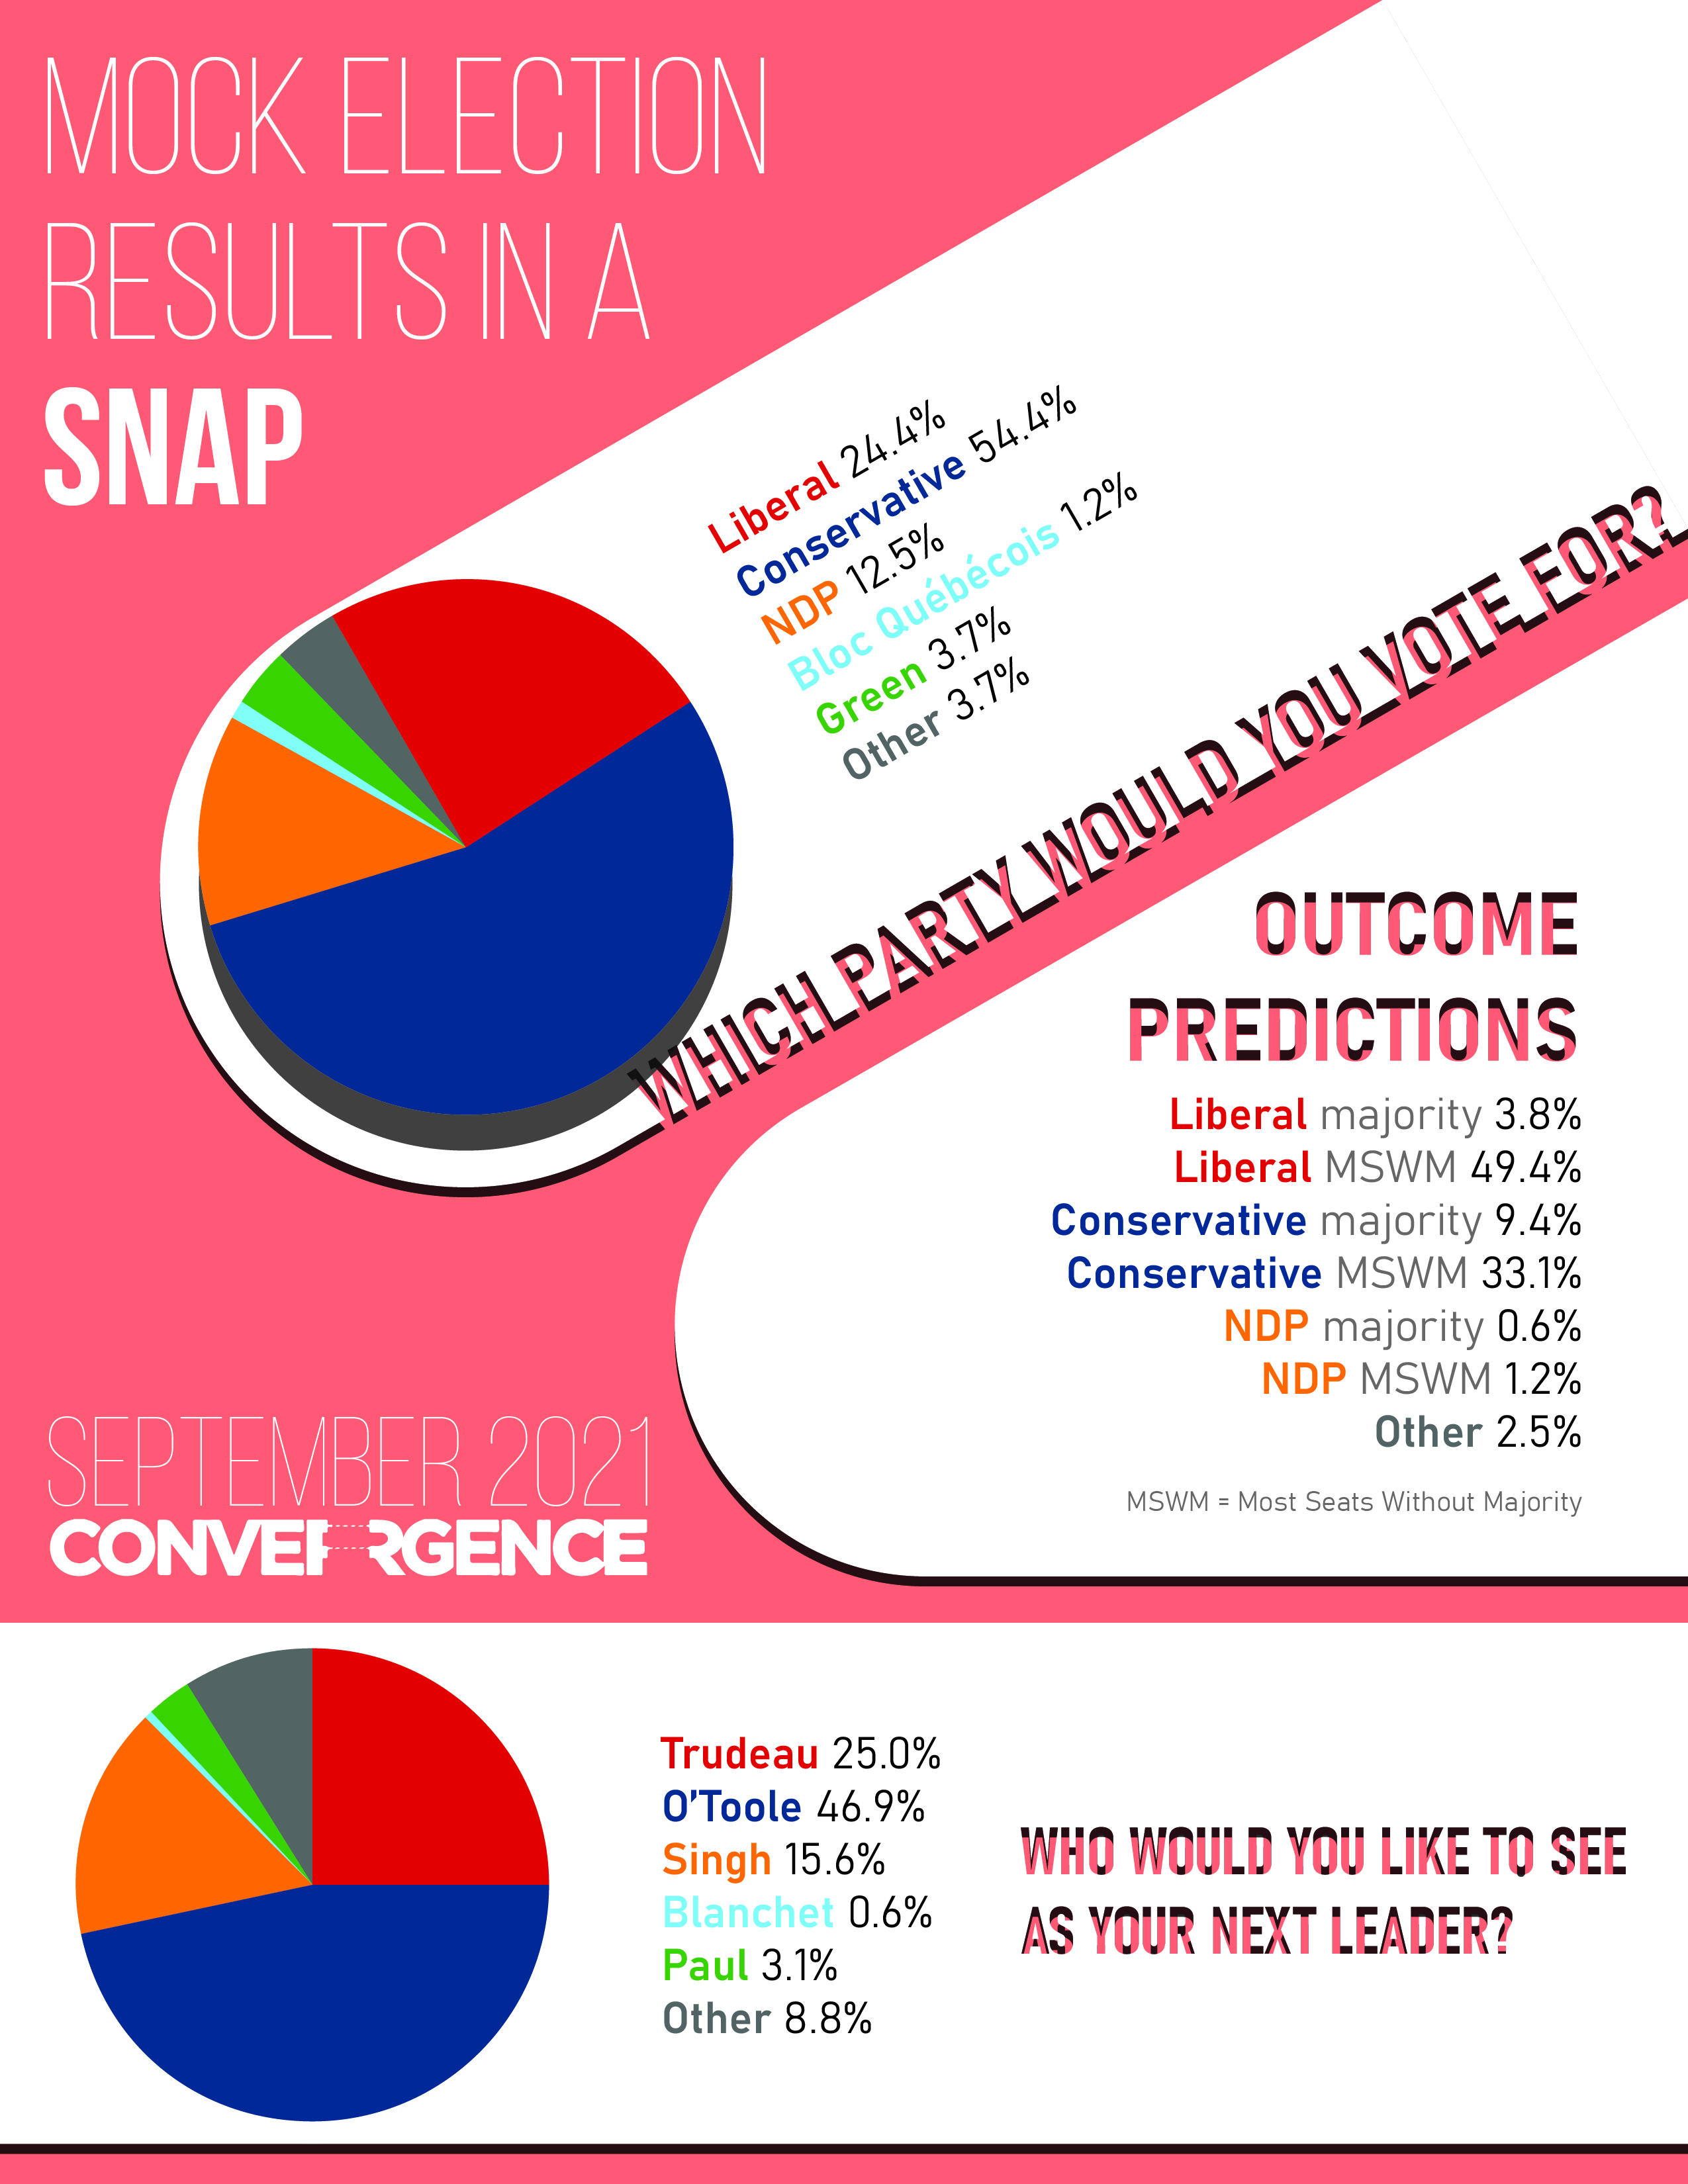 MOCK ELECTION
RESULTS IN A
SNAP
Liberal 24.4%
Conservative 54.4%
NDP 12.5%
Bloc Québécois 1.2%
Green 3.7%
Other 3.7%
WHICH PARTY WOULD YOU VOTE FOR?
OUTCOME
PREDICTIONS
Liberal majority 3.8%
Liberal MSWM 49.4%
Conservative majority 9.4%
Conservative MSWM 33.1%
NDP majority 0.6%
NDP MSWM 1.2%
Other 2.5%
MSWM = Most Seats Without Majority
SEPTEMBER 2021
CONVERGENCE
Trudeau 25.0%
O’Toole 46.9%
Singh 15.6%
Blanchet 0.6%
Paul 3.1%
Other 8.8%
WHO WOULD YOU LIKE TO SEE
AS YOUR NEXT LEADER?